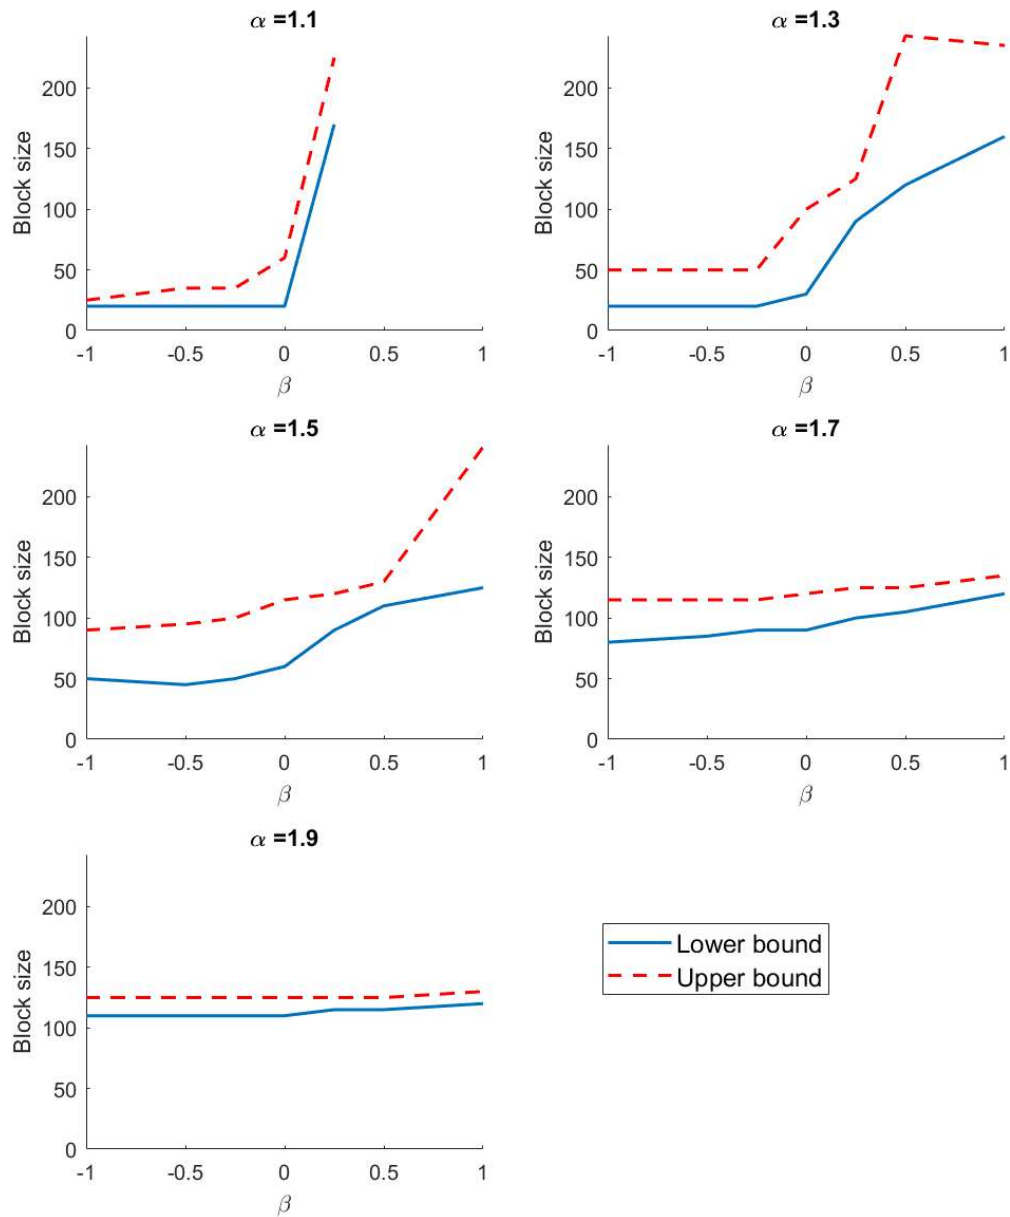 α =1.1
Block size
200
150
100
50
0
-1 -0.5 0 0.5 1
β
α =1.3
Block size
200
150
100
50
0
-1 -0.5 0 0.5 1
β
α =1.5
Block size
200
150
100
50
0
-1 -0.5 0 0.5 1
β
α =1.7
Block size
200
150
100
50
0
-1 -0.5 0 0.5 1
β
α =1.9
Block size
200
150
100
50
0
-1 -0.5 0 0.5 1
β
Lower bound
Upper bound